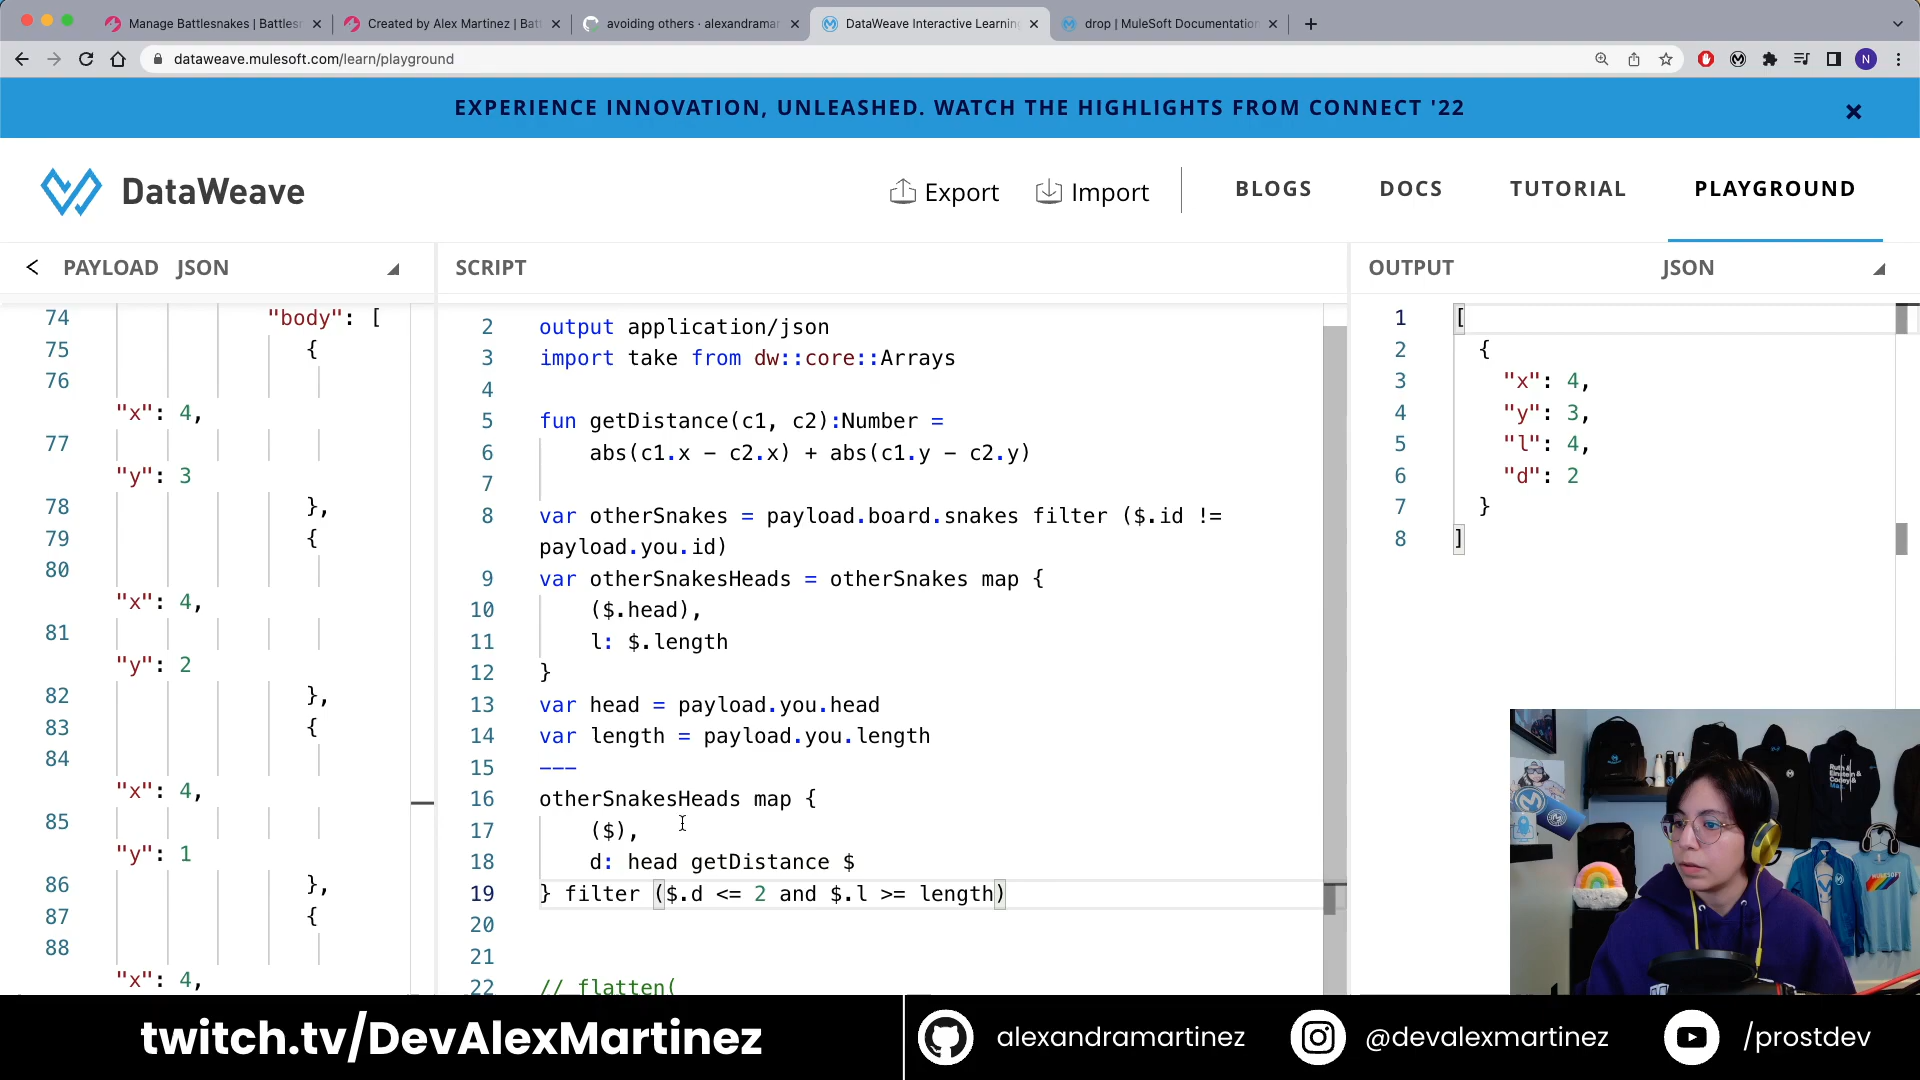 Manage Battlesnakes | Battlesn
Created by Alex Martinez | Batt
avoiding others · alexandramar
DataWeave Interactive Learning
drop | MuleSoft Documentation
dataweave.mulesoft.com/learn/playground
N
EXPERIENCE INNOVATION, UNLEASHED. WATCH THE HIGHLIGHTS FROM CONNECT '22
DataWeave
Export
Import
BLOGS
DOCS
TUTORIAL
PLAYGROUND
PAYLOAD JSON
74 "body": [
75 {
76
"x": 4,
77
"y": 3
78 },
79 {
80
"x": 4,
81
"y": 2
82 },
83 {
84
"x": 4,
85
"y": 1
86 },
87 {
88
"x": 4,
SCRIPT
2 output application/json
3 import take from dw::core::Arrays
4
5 fun getDistance(c1, c2):Number =
6 abs(c1.x - c2.x) + abs(c1.y - c2.y)
7
8 var otherSnakes = payload.board.snakes filter ($.id !=
payload.you.id)
9 var otherSnakesHeads = otherSnakes map {
10 ($.head),
11 l: $.length
12 }
13 var head = payload.you.head
14 var length = payload.you.length
15 ---
16 otherSnakesHeads map {
17 ($),
18 d: head getDistance $
19 } filter ($.d <= 2 and $.l >= length)
20
21
22 // flatten(
OUTPUT
JSON
1 [
2 {
3 "x": 4,
4 "y": 3,
5 "l": 4,
6 "d": 2
7 }
8 ]
twitch.tv/DevAlexMartinez
alexandramartinez
@devalexmartinez
/prostdev